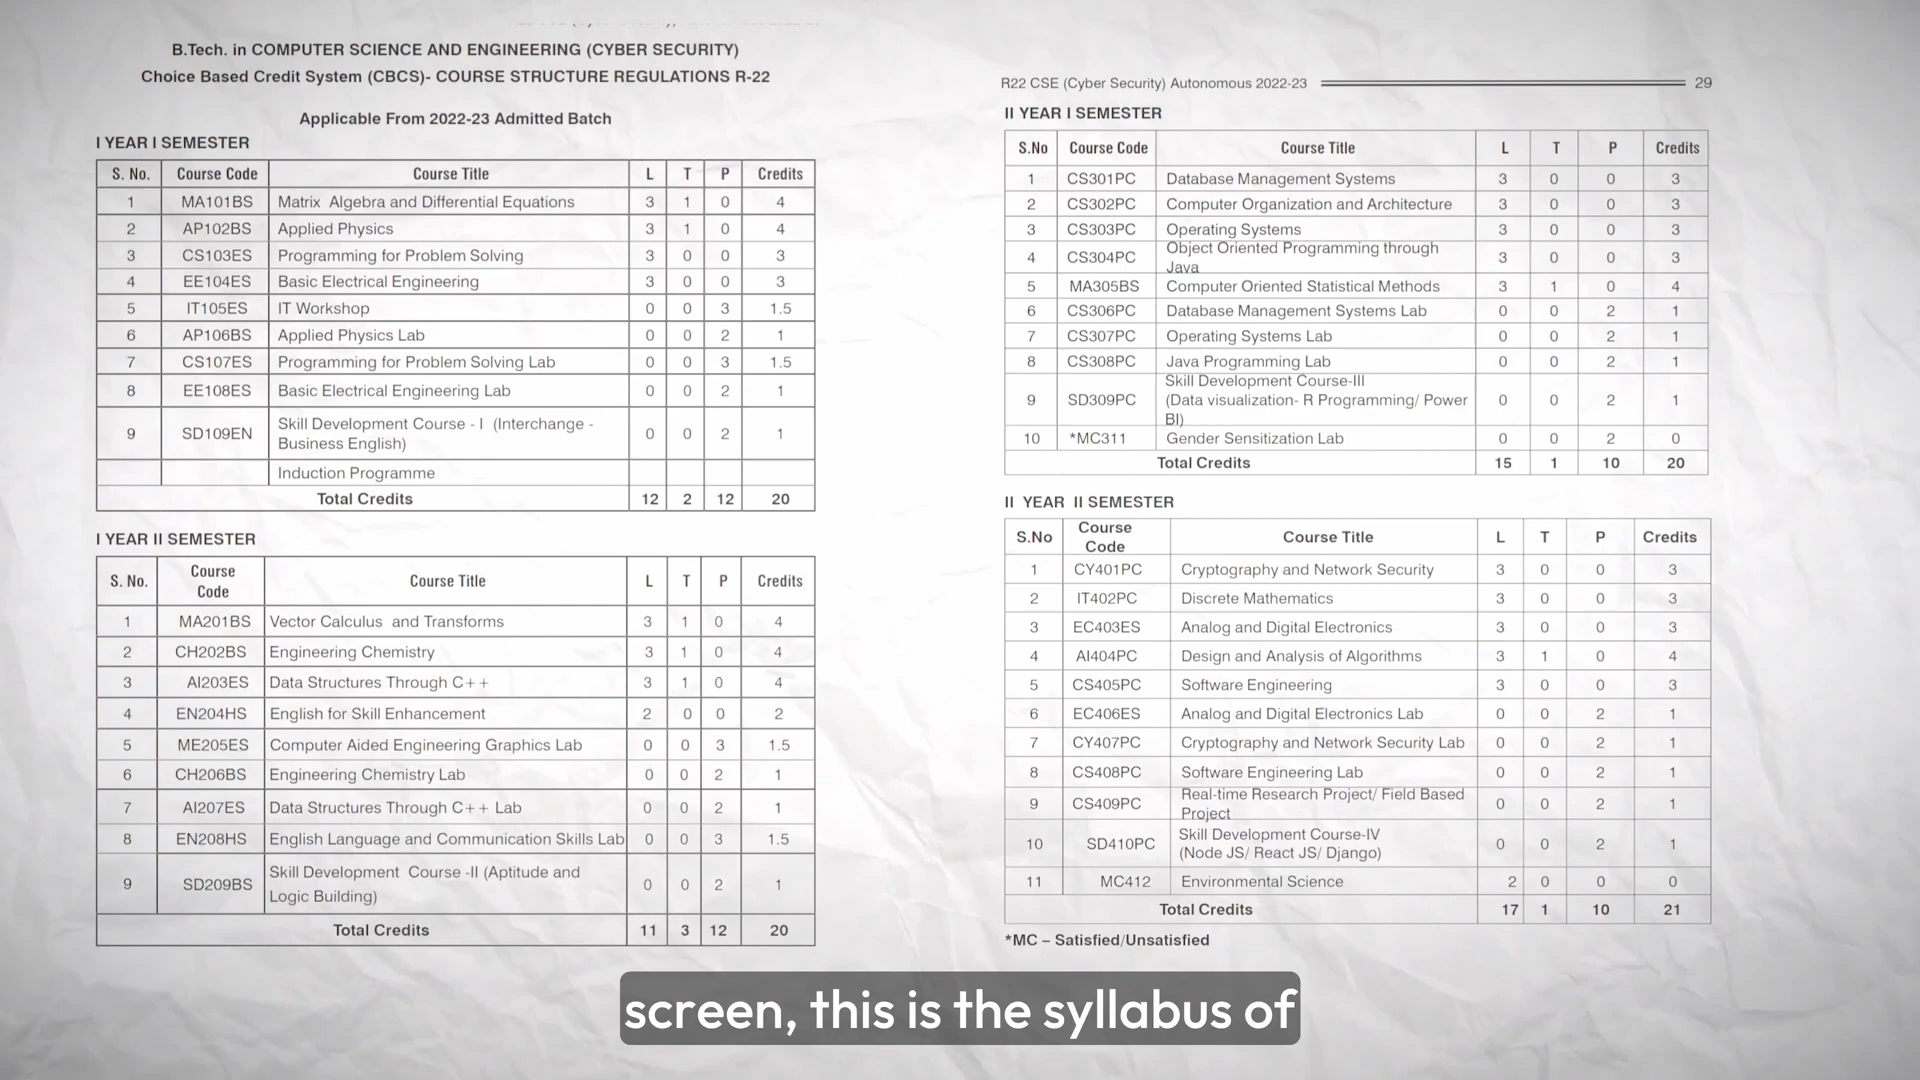 B.Tech. in COMPUTER SCIENCE AND ENGINEERING (CYBER SECURITY)
Choice Based Credit System (CBCS)- COURSE STRUCTURE REGULATIONS R-22
Applicable From 2022-23 Admitted Batch
I YEAR I SEMESTER
S. No. Course Code Course Title L T P Credits
1 MA101BS Matrix Algebra and Differential Equations 3 1 0 4
2 AP102BS Applied Physics 3 1 0 4
3 CS103ES Programming for Problem Solving 3 0 0 3
4 EE104ES Basic Electrical Engineering 3 0 0 3
5 IT105ES IT Workshop 0 0 3 1.5
6 AP106BS Applied Physics Lab 0 0 2 1
7 CS107ES Programming for Problem Solving Lab 0 0 3 1.5
8 EE108ES Basic Electrical Engineering Lab 0 0 2 1
9 SD109EN Skill Development Course - I (Interchange -
Business English) 0 0 2 1
Induction Programme
Total Credits 12 2 12 20
I YEAR II SEMESTER
S. No. Course
Code Course Title L T P Credits
1 MA201BS Vector Calculus and Transforms 3 1 0 4
2 CH202BS Engineering Chemistry 3 1 0 4
3 AI203ES Data Structures Through C++ 3 1 0 4
4 EN204HS English for Skill Enhancement 2 0 0 2
5 ME205ES Computer Aided Engineering Graphics Lab 0 0 3 1.5
6 CH206BS Engineering Chemistry Lab 0 0 2 1
7 AI207ES Data Structures Through C++ Lab 0 0 2 1
8 EN208HS English Language and Communication Skills Lab 0 0 3 1.5
9 SD209BS Skill Development Course -II (Aptitude and
Logic Building) 0 0 2 1
Total Credits 11 3 12 20
R22 CSE (Cyber Security) Autonomous 2022-23 29
II YEAR I SEMESTER
S.No Course Code Course Title L T P Credits
1 CS301PC Database Management Systems 3 0 0 3
2 CS302PC Computer Organization and Architecture 3 0 0 3
3 CS303PC Operating Systems 3 0 0 3
4 CS304PC Object Oriented Programming through
Java 3 0 0 3
5 MA305BS Computer Oriented Statistical Methods 3 1 0 4
6 CS306PC Database Management Systems Lab 0 0 2 1
7 CS307PC Operating Systems Lab 0 0 2 1
8 CS308PC Java Programming Lab 0 0 2 1
9 SD309PC Skill Development Course-III
(Data visualization- R Programming/ Power
BI) 0 0 2 1
10 *MC311 Gender Sensitization Lab 0 0 2 0
Total Credits 15 1 10 20
II YEAR II SEMESTER
S.No Course
Code Course Title L T P Credits
1 CY401PC Cryptography and Network Security 3 0 0 3
2 IT402PC Discrete Mathematics 3 0 0 3
3 EC403ES Analog and Digital Electronics 3 0 0 3
4 AI404PC Design and Analysis of Algorithms 3 1 0 4
5 CS405PC Software Engineering 3 0 0 3
6 EC406ES Analog and Digital Electronics Lab 0 0 2 1
7 CY407PC Cryptography and Network Security Lab 0 0 2 1
8 CS408PC Software Engineering Lab 0 0 2 1
9 CS409PC Real-time Research Project/ Field Based
Project 0 0 2 1
10 SD410PC Skill Development Course-IV
(Node JS/ React JS/ Django) 0 0 2 1
11 MC412 Environmental Science 2 0 0 0
Total Credits 17 1 10 21
*MC – Satisfied/Unsatisfied
screen, this is the syllabus of